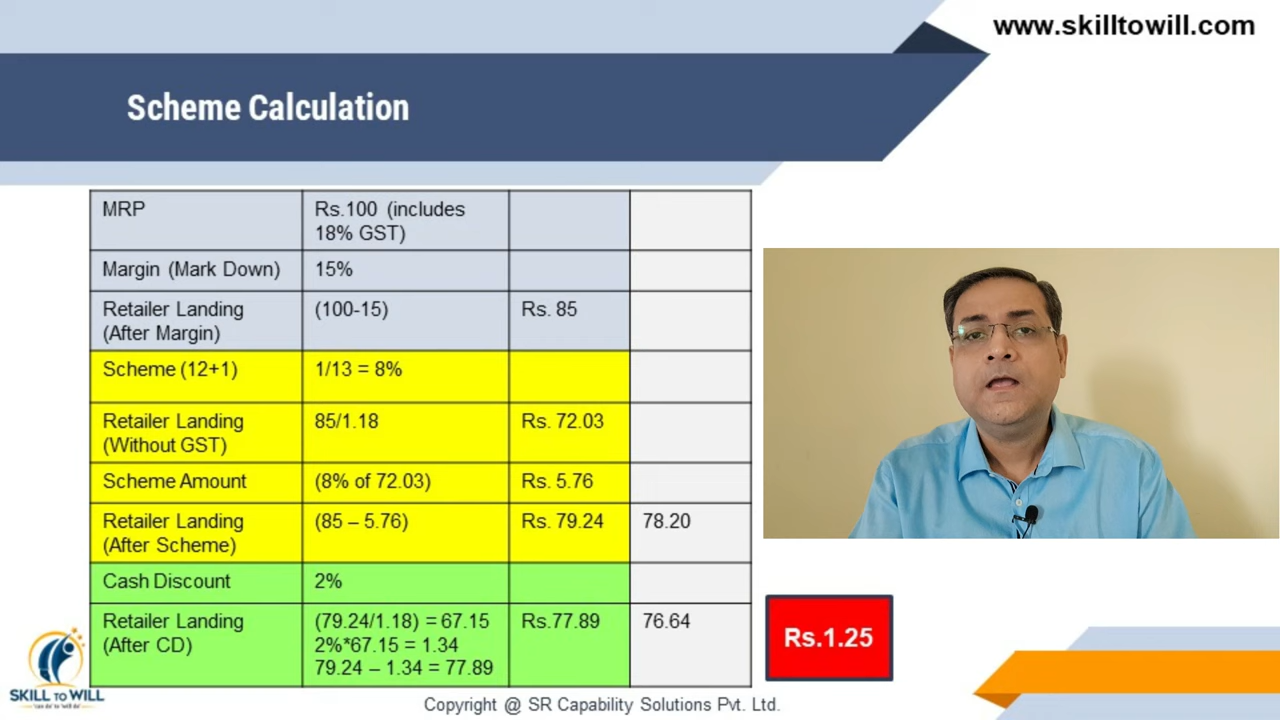 www.skilltowill.com
Scheme Calculation
MRP
Rs.100 (includes
18% GST)
Margin (Mark Down)
15%
Retailer Landing
(After Margin)
(100-15)
Rs. 85
Scheme (12+1)
1/13 = 8%
Retailer Landing
(Without GST)
85/1.18
Rs. 72.03
Scheme Amount
(8% of 72.03)
Rs. 5.76
Retailer Landing
(After Scheme)
(85 – 5.76)
Rs. 79.24
78.20
Cash Discount
2%
Retailer Landing
(After CD)
(79.24/1.18) = 67.15
2%*67.15 = 1.34
79.24 – 1.34 = 77.89
Rs.77.89
76.64
Rs.1.25
SKILL TO WILL
Copyright @ SR Capability Solutions Pvt. Ltd.